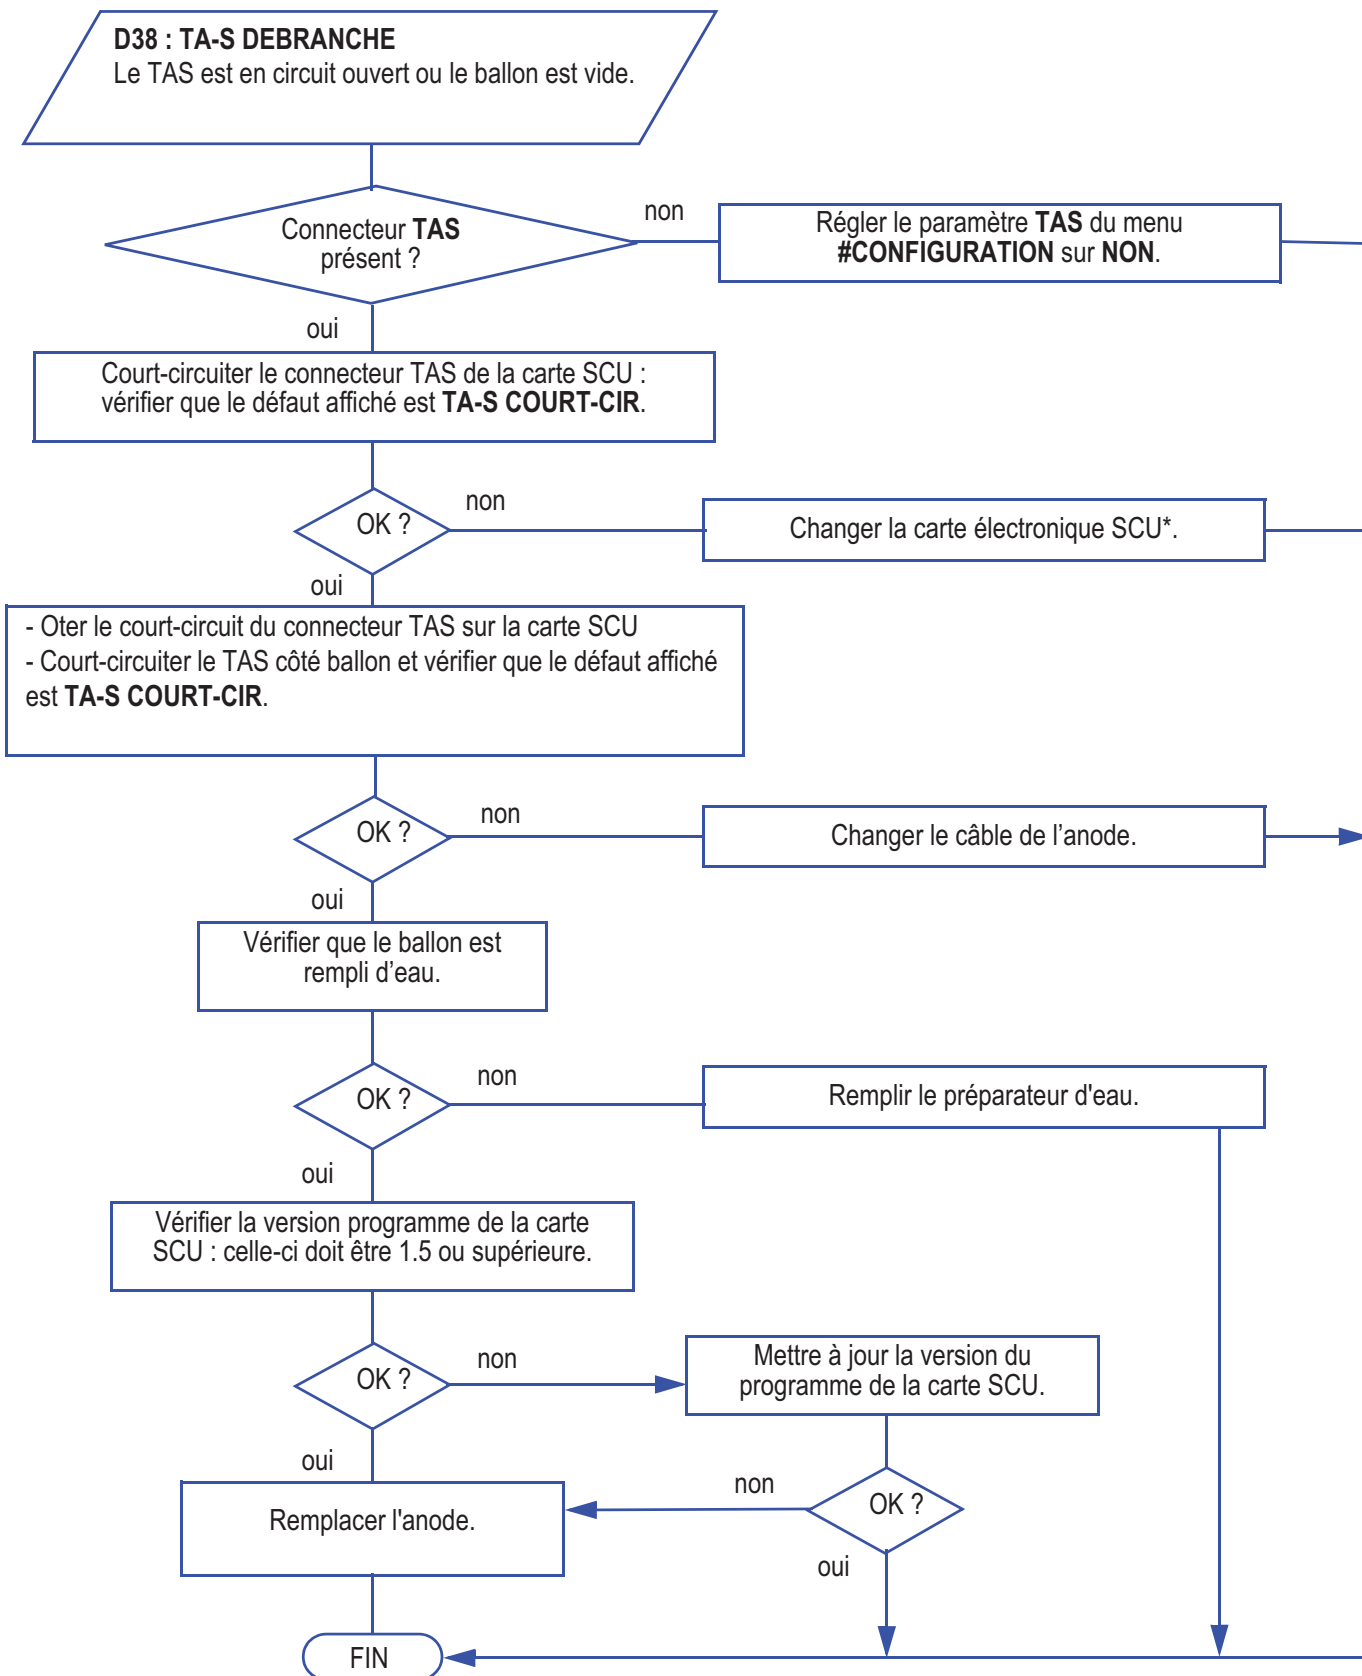 D38 : TA-S DEBRANCHE
Le TAS est en circuit ouvert ou le ballon est vide.
Connecteur TAS
présent ?
non
Régler le paramètre TAS du menu
#CONFIGURATION sur NON.
oui
Court-circuiter le connecteur TAS de la carte SCU :
vérifier que le défaut affiché est TA-S COURT-CIR.
OK ?
non
Changer la carte électronique SCU*.
oui
- Oter le court-circuit du connecteur TAS sur la carte SCU
- Court-circuiter le TAS côté ballon et vérifier que le défaut affiché
est TA-S COURT-CIR.
OK ?
non
Changer le câble de l’anode.
oui
Vérifier que le ballon est
rempli d’eau.
OK ?
non
Remplir le préparateur d'eau.
oui
Vérifier la version programme de la carte
SCU : celle-ci doit être 1.5 ou supérieure.
OK ?
non
Mettre à jour la version du
programme de la carte SCU.
oui
Remplacer l'anode.
non
OK ?
oui
FIN